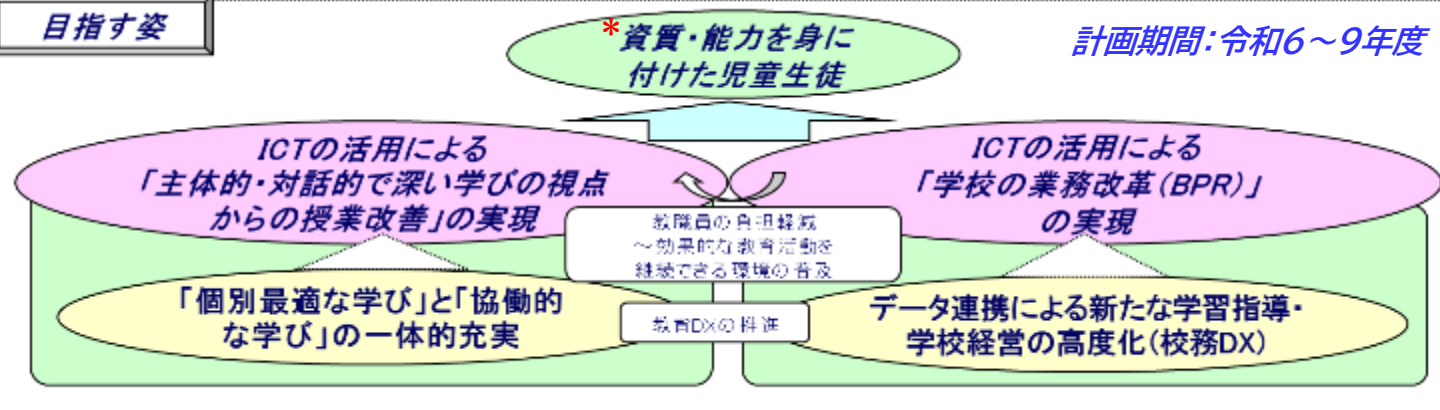 目指す姿
*資質・能力を身に
付けた児童生徒
計画期間:令和6～9年度
ICTの活用による
「主体的・対話的で深い学びの視点
からの授業改善」の実現
ICTの活用による
「学校の業務改革(BPR)」
の実現
教職員の負担軽減
～効果的な教育活動を
継続できる環境の普及
「個別最適な学び」と「協働的
な学び」の一体的充実
教育DXの推進
データ連携による新たな学習指導・
学校経営の高度化(校務DX)